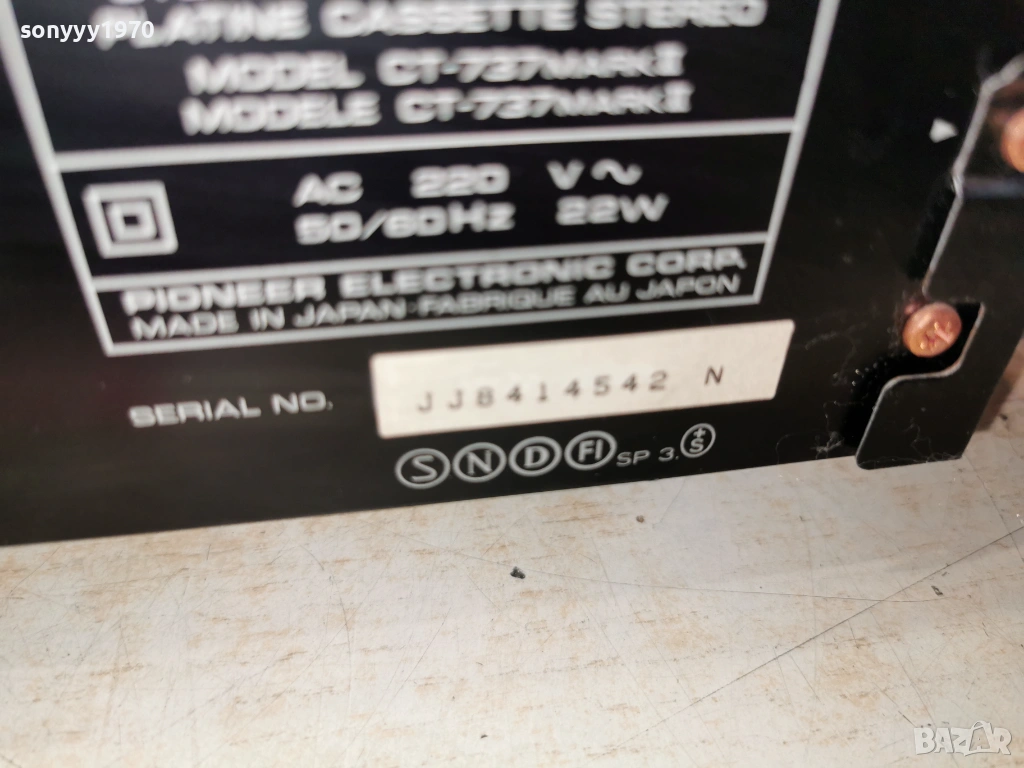 sonyyy1970
PLATINE CASSETTE STEREO
MODEL CT-737MARKII
MODELE CT-737MARKII
AC 220 V ~
50/60Hz 22W
PIONEER ELECTRONIC CORP.
MADE IN JAPAN·FABRIQUE AU JAPON
SERIAL NO. JJ8414542 N
S N D FI SP 3. +S
BAZAR